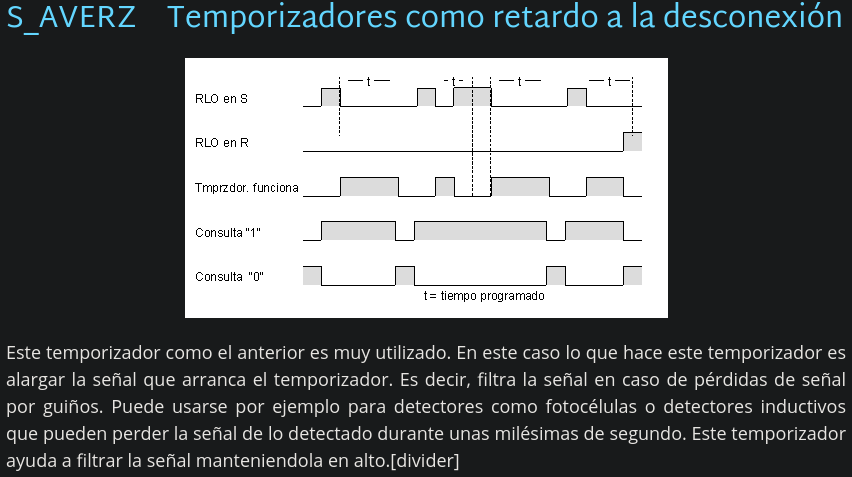 S_AVERZ Temporizadores como retardo a la desconexión
t t t t
RLO en S
RLO en R
Tmprzdor. funciona
Consulta "1"
Consulta "0"
t = tiempo programado
Este temporizador como el anterior es muy utilizado. En este caso lo que hace este temporizador es
alargar la señal que arranca el temporizador. Es decir, filtra la señal en caso de pérdidas de señal
por guiños. Puede usarse por ejemplo para detectores como fotocélulas o detectores inductivos
que pueden perder la señal de lo detectado durante unas milésimas de segundo. Este temporizador
ayuda a filtrar la señal manteniendola en alto.[divider]